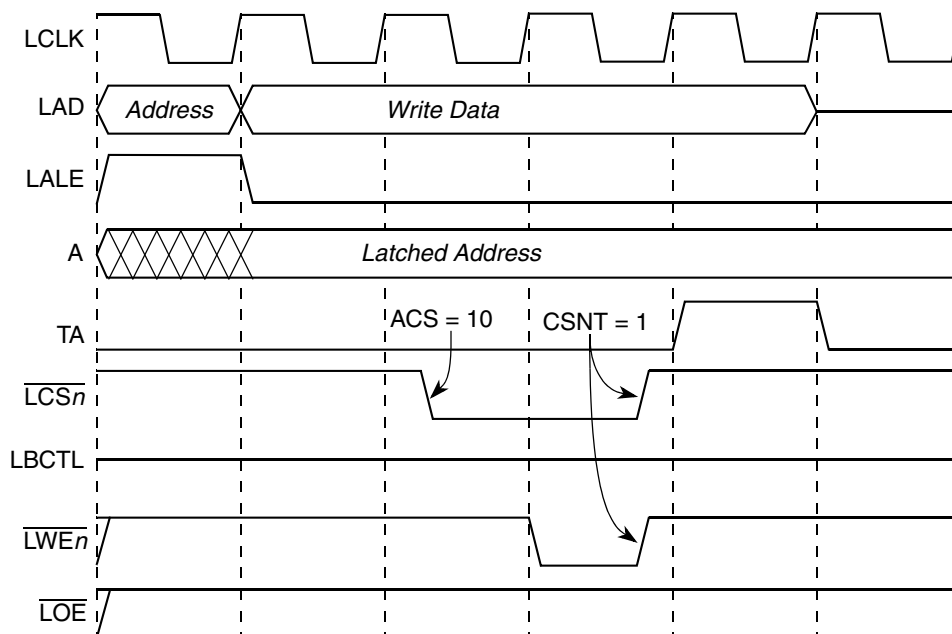 LCLK
LAD Address Write Data
LALE
A Latched Address
ACS = 10 CSNT = 1
TA
LCSn
LBCTL
LWEn
LOE